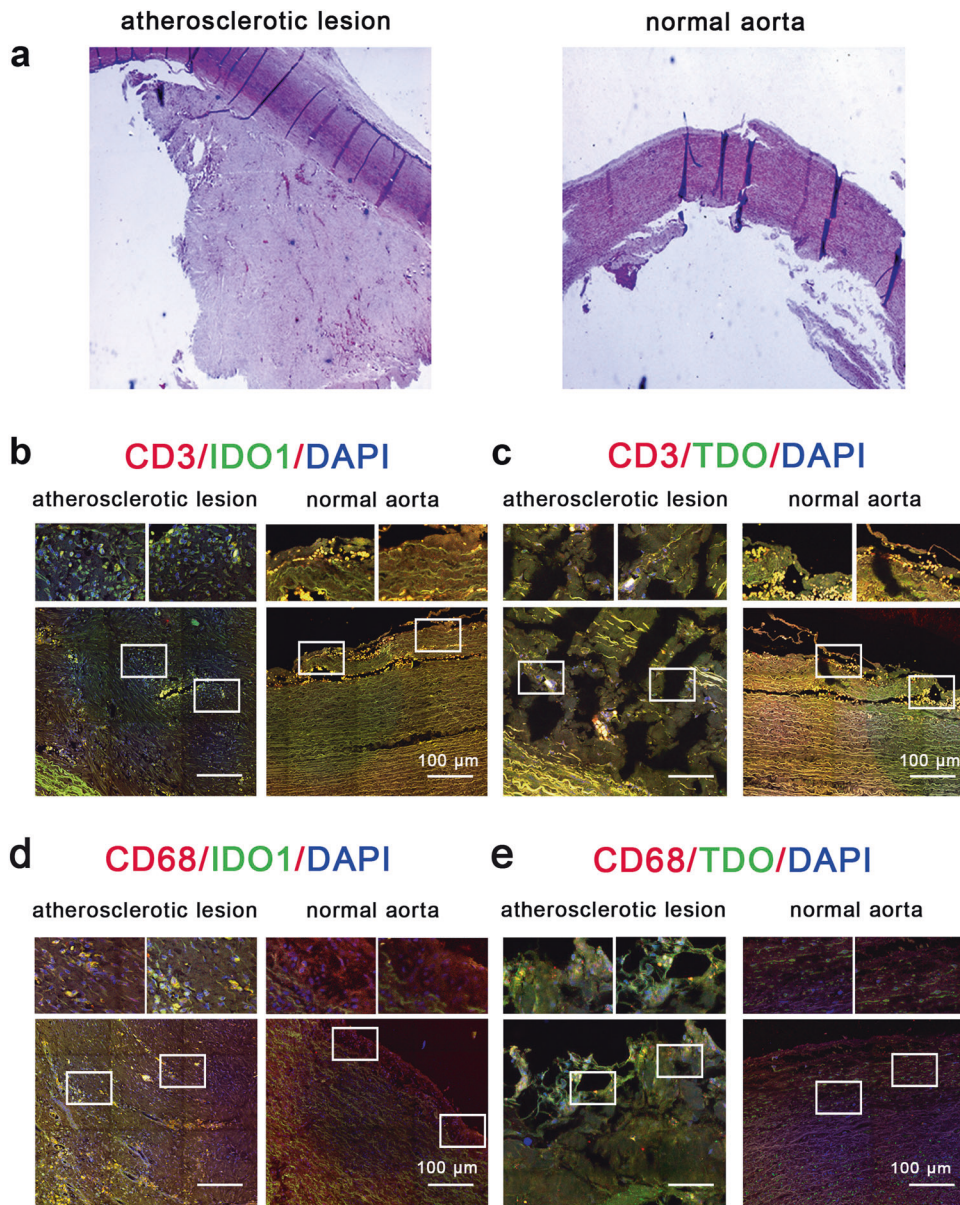 atherosclerotic lesion
normal aorta
a
b
CD3/IDO1/DAPI
atherosclerotic lesion
normal aorta
100 µm
c
CD3/TDO/DAPI
atherosclerotic lesion
normal aorta
100 µm
d
CD68/IDO1/DAPI
atherosclerotic lesion
normal aorta
100 µm
e
CD68/TDO/DAPI
atherosclerotic lesion
normal aorta
100 µm